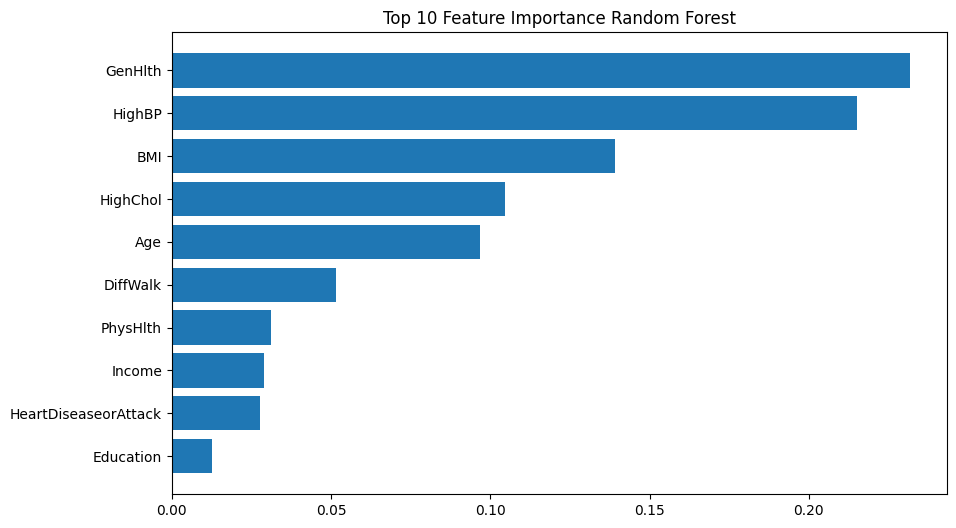 Top 10 Feature Importance Random Forest
GenHlth
HighBP
BMI
HighChol
Age
DiffWalk
PhysHlth
Income
HeartDiseaseorAttack
Education
0.00 0.05 0.10 0.15 0.20